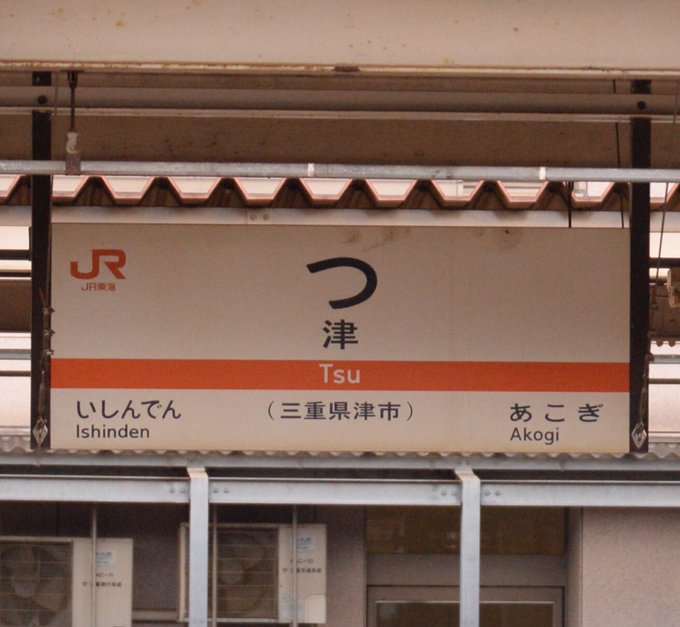 JR
JR東海
つ
津
Tsu
いしんでん
Ishinden
（三重県津市）
あこぎ
Akogi